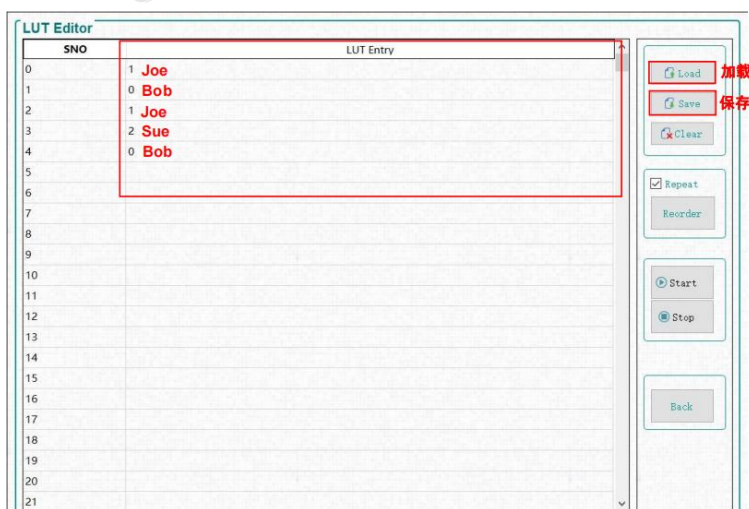 LUT Editor
SNO LUT Entry
0 1 Joe
1 0 Bob
2 1 Joe
3 2 Sue
4 0 Bob
5
6
7
8
9
10
11
12
13
14
15
16
17
18
19
20
21
Load 加载
Save 保存
Clear
Repeat
Reorder
Start
Stop
Back